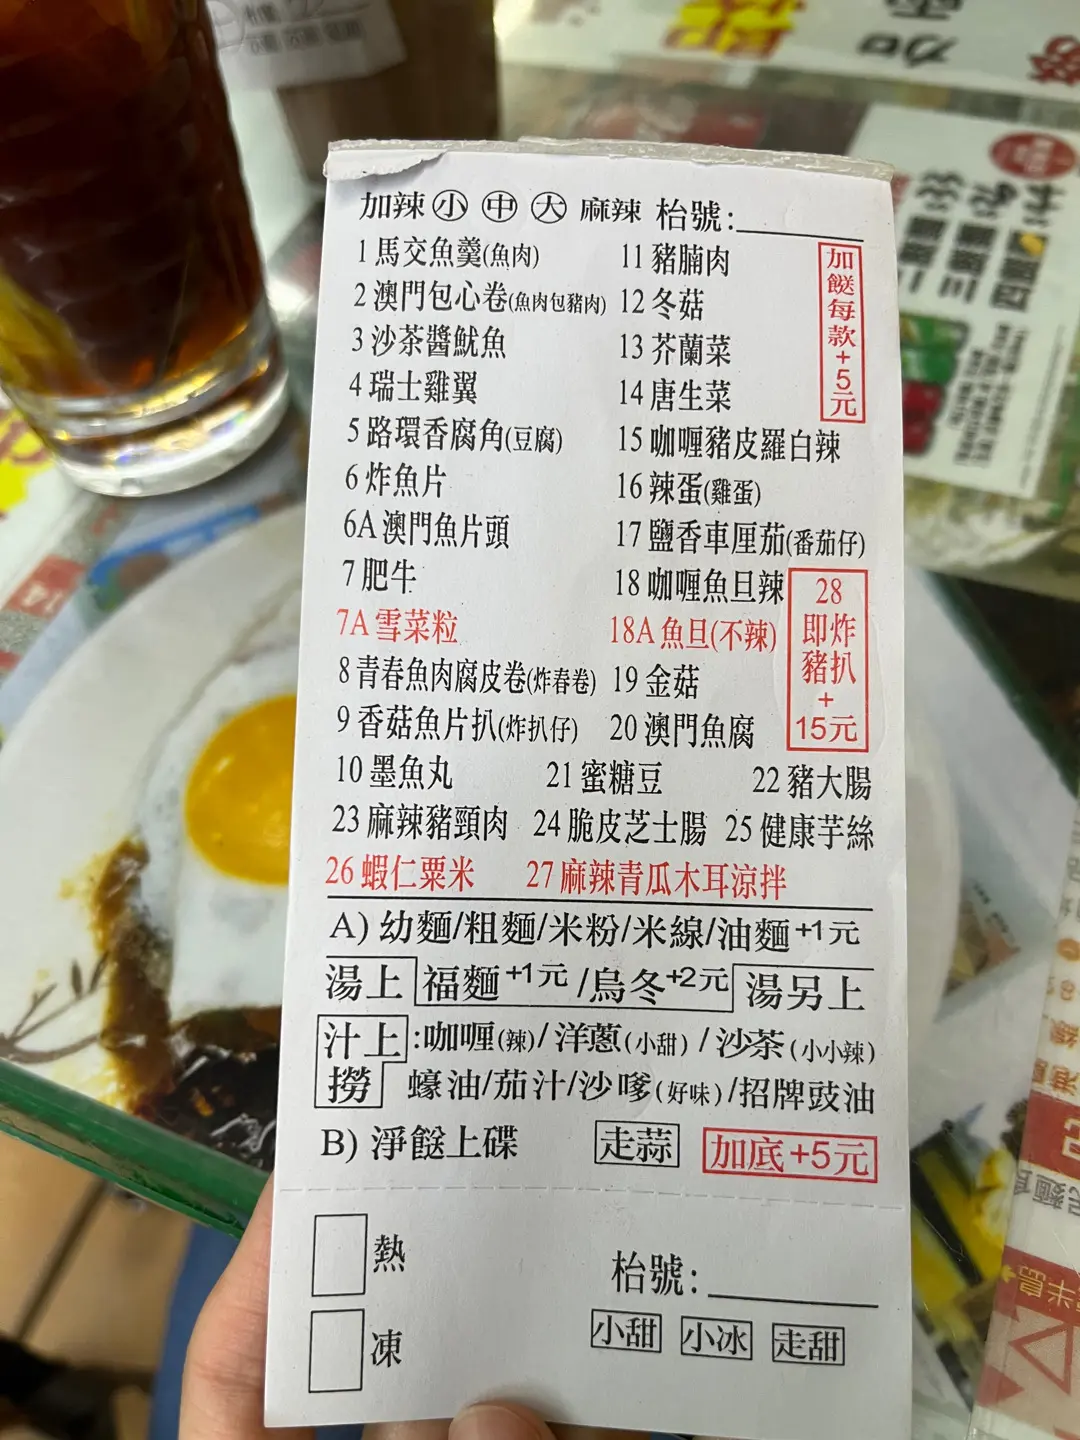 加辣 小 中 大 麻辣 枱號:
1 馬交魚羹(魚肉)
2 澳門包心卷(魚肉包豬肉)
3 沙茶醬魷魚
4 瑞士雞翼
5 路環香腐角(豆腐)
6 炸魚片
6A 澳門魚片頭
7 肥牛
7A 雪菜粒
8 青春魚肉腐皮卷(炸春卷)
9 香菇魚片扒(炸扒仔)
10 墨魚丸
11 豬腩肉
12 冬菇
13 芥蘭菜
14 唐生菜
15 咖喱豬皮羅白辣
16 辣蛋(雞蛋)
17 鹽香車厘茄(番茄仔)
18 咖喱魚旦辣
18A 魚旦(不辣)
19 金菇
20 澳門魚腐
加餸每款+5元
28
即炸
豬扒
+
15元
21 蜜糖豆
22 豬大腸
23 麻辣豬頸肉 24 脆皮芝士腸 25 健康芋絲
26 蝦仁粟米 27 麻辣青瓜木耳涼拌
A) 幼麵/粗麵/米粉/米線/油麵+1元
湯上 福麵+1元/烏冬+2元 湯另上
汁上:咖喱(辣)/洋蔥(小甜)/沙茶(小小辣)
撈 蠔油/茄汁/沙嗲(好味)/招牌豉油
B) 淨餸上碟 走蒜 加底+5元
熱 枱號:
凍 小甜 小冰 走甜